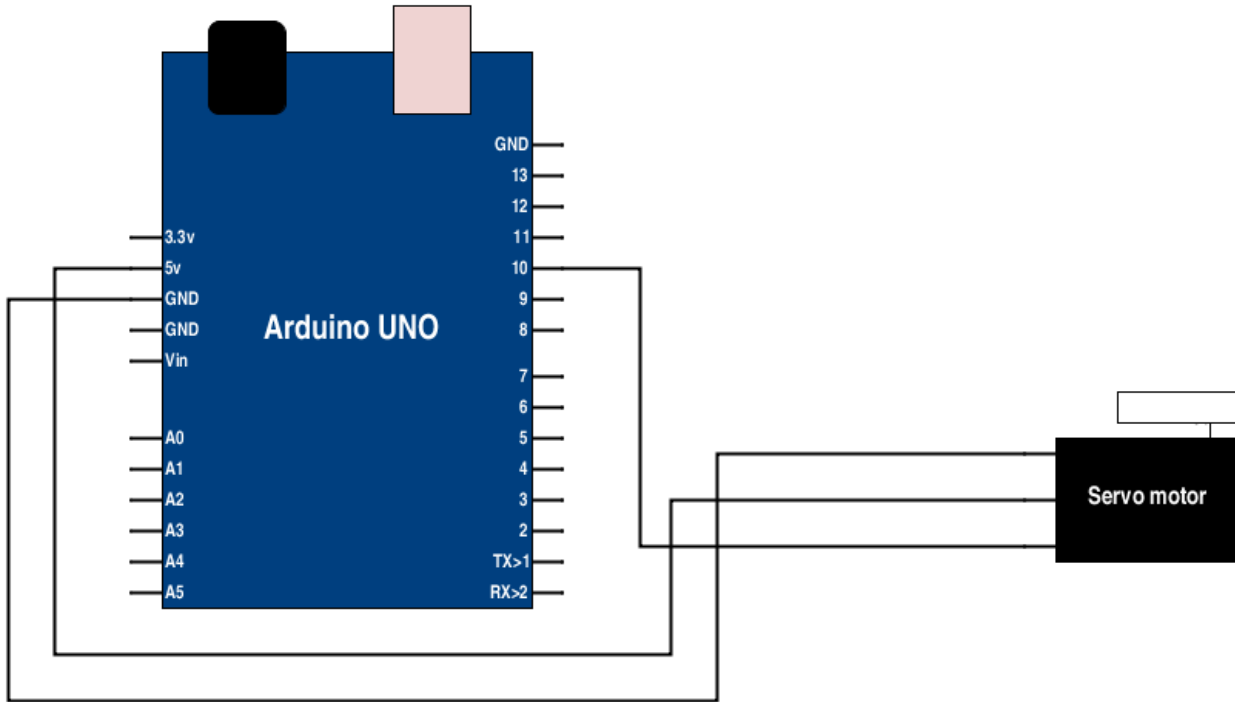 GND
13
12
11
10
9
8
7
6
5
4
3
2
TX>1
RX>2
3.3v
5v
GND
GND
Vin
A0
A1
A2
A3
A4
A5
Arduino UNO
Servo motor